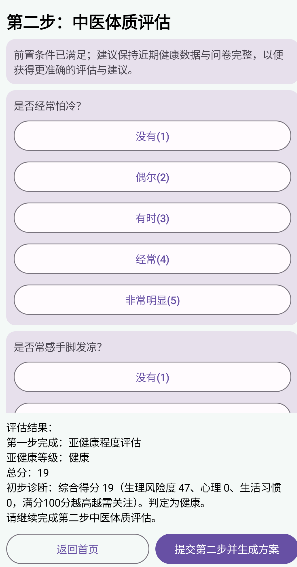 第二步：中医体质评估
前置条件已满足；建议保持近期健康数据与问卷完整，以便
获得更准确的评估与建议。
是否经常怕冷？
没有(1)
偶尔(2)
有时(3)
经常(4)
非常明显(5)
是否常感手脚发凉？
没有(1)
评估结果：
第一步完成：亚健康程度评估
亚健康等级：健康
总分：19
初步诊断：综合得分 19（生理风险度 47、心理 0、生活习惯
0，满分100分越高越需关注）。判定为健康。
请继续完成第二步中医体质评估。
返回首页
提交第二步并生成方案